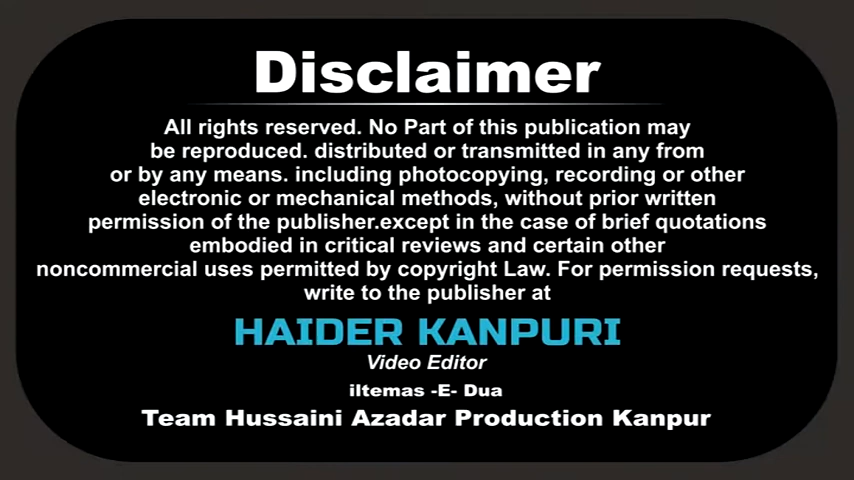 Disclaimer
All rights reserved. No Part of this publication may
be reproduced. distributed or transmitted in any from
or by any means. including photocopying, recording or other
electronic or mechanical methods, without prior written
permission of the publisher.except in the case of brief quotations
embodied in critical reviews and certain other
noncommercial uses permitted by copyright Law. For permission requests,
write to the publisher at
HAIDER KANPURI
Video Editor
iltemas -E- Dua
Team Hussaini Azadar Production Kanpur